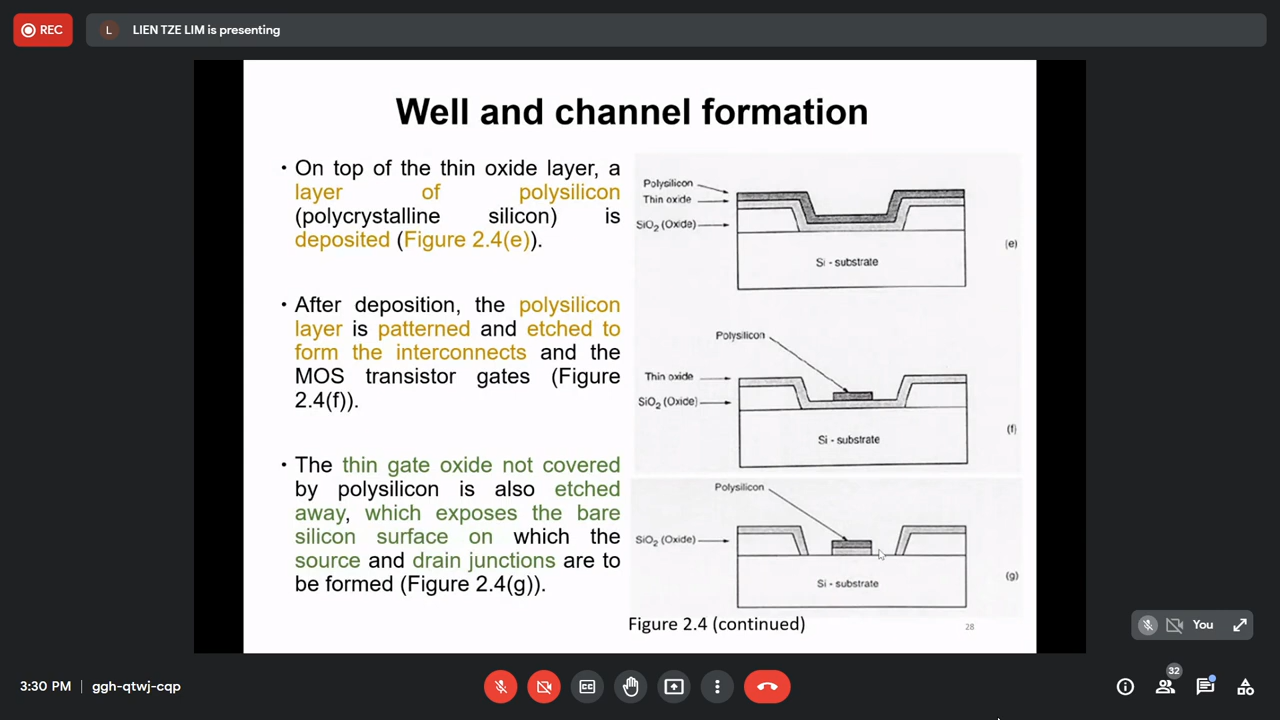 REC
L
LIEN TZE LIM is presenting
Well and channel formation
• On top of the thin oxide layer, a
layer of polysilicon
(polycrystalline silicon) is
deposited (Figure 2.4(e)).
• After deposition, the polysilicon
layer is patterned and etched to
form the interconnects and the
MOS transistor gates (Figure
2.4(f)).
• The thin gate oxide not covered
by polysilicon is also etched
away, which exposes the bare
silicon surface on which the
source and drain junctions are to
be formed (Figure 2.4(g)).
Polysilicon
Thin oxide
SiO₂ (Oxide)
Si - substrate
(e)
Polysilicon
Thin oxide
SiO₂ (Oxide)
Si - substrate
(f)
Polysilicon
SiO₂ (Oxide)
Si - substrate
(g)
Figure 2.4 (continued)
28
You
3:30 PM | ggh-qtwj-cqp
CC
32